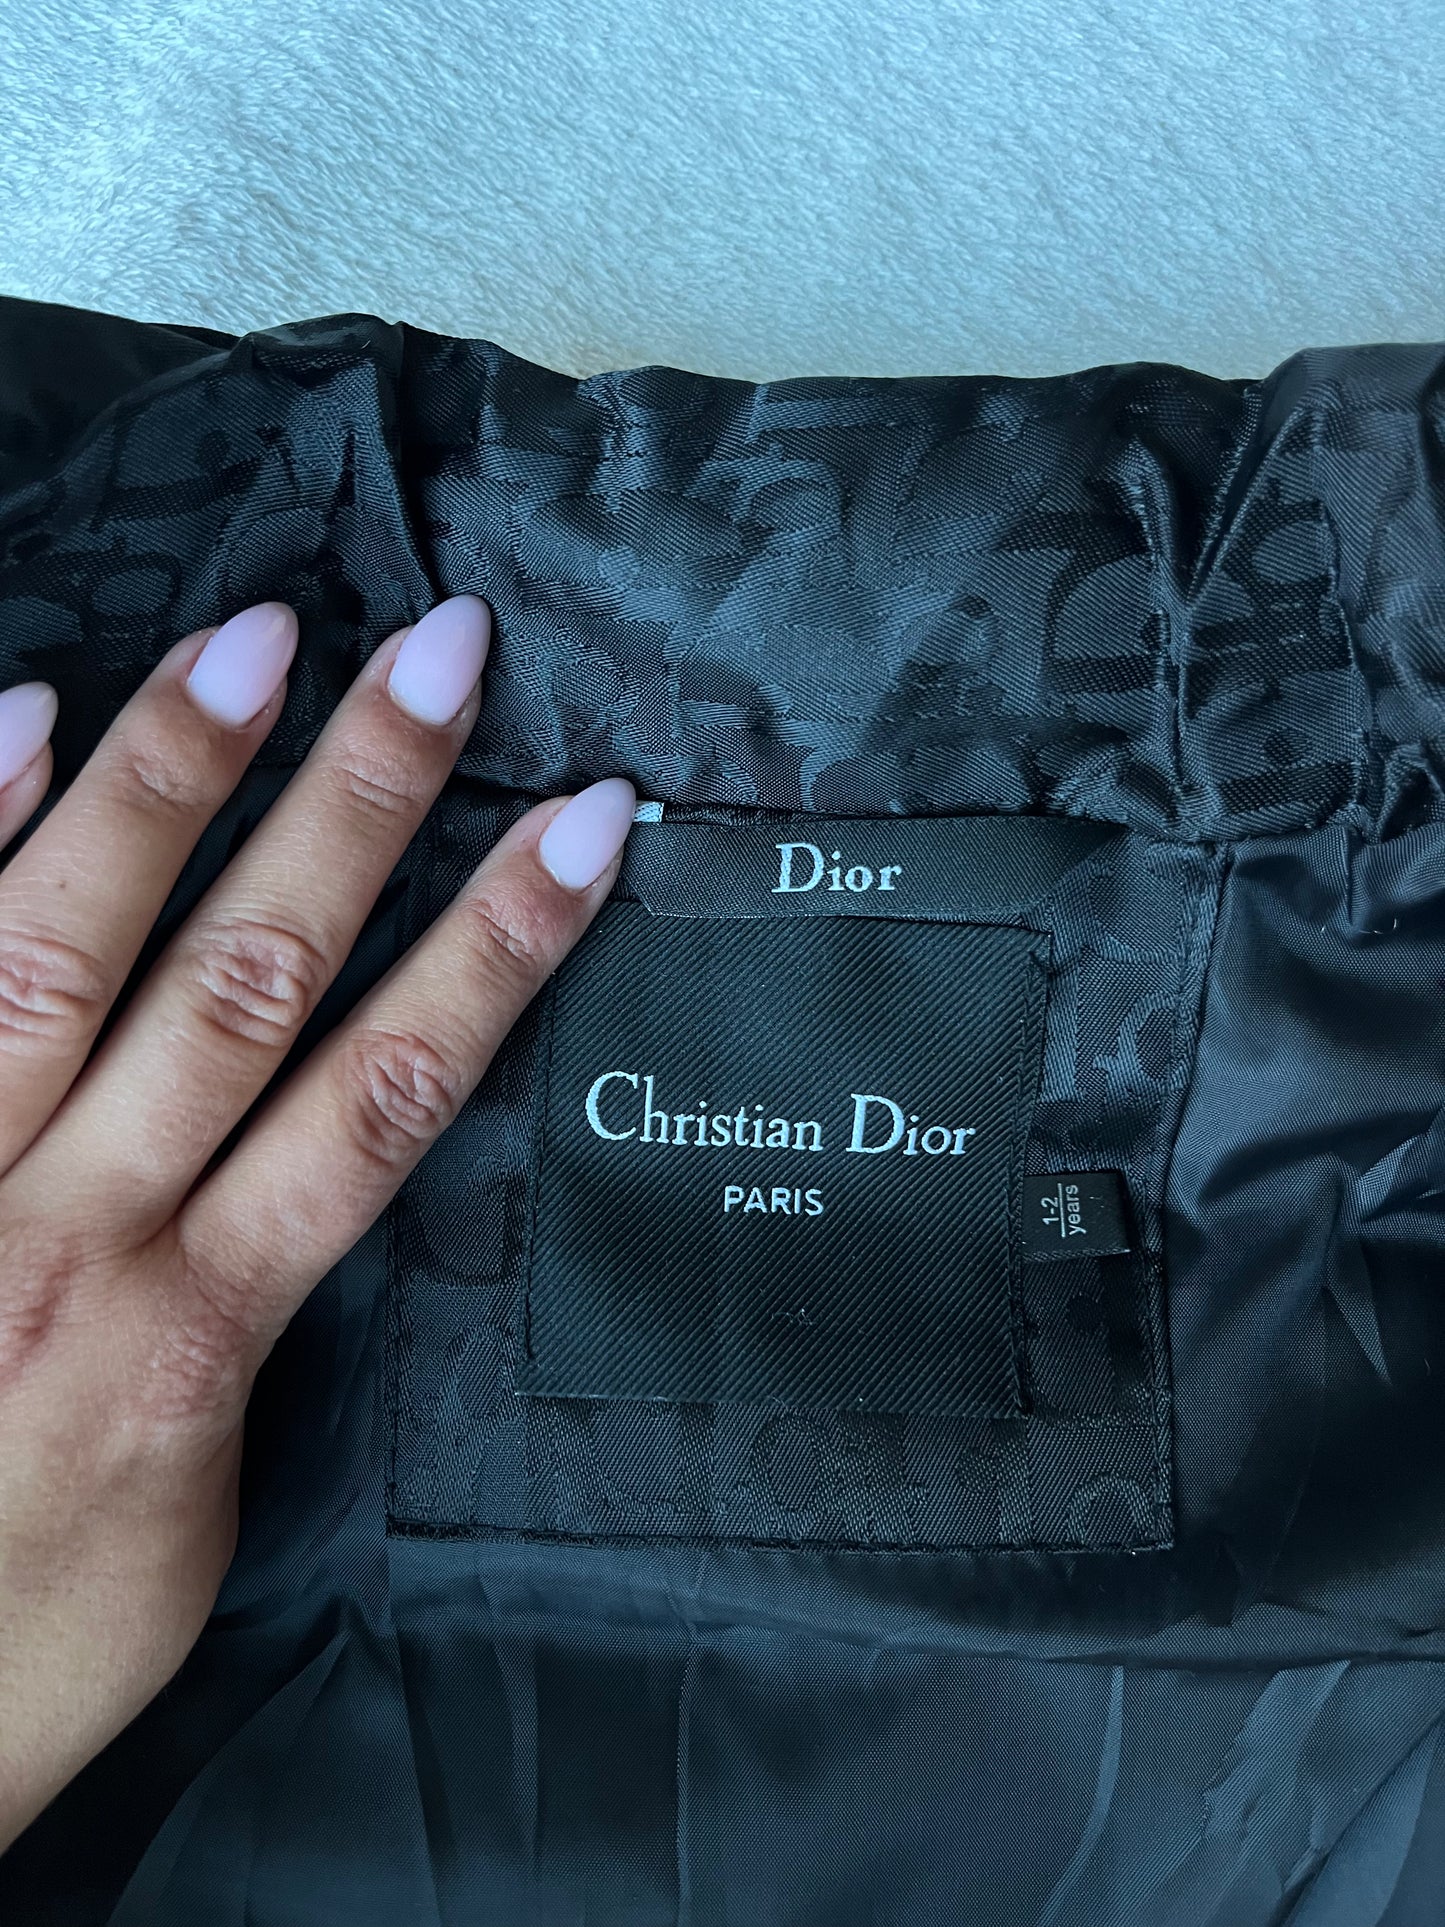 Dior
Christian Dior
PARIS
1-2
years